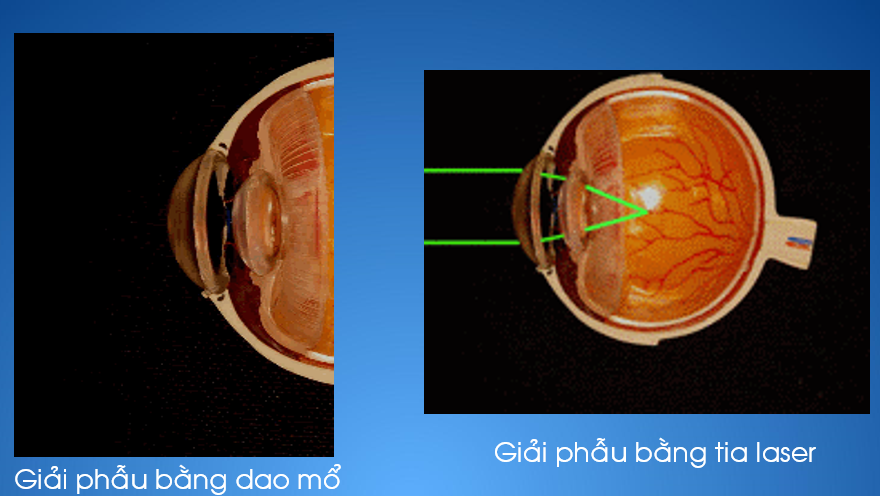 Giải phẫu bằng dao mổ
Giải phẫu bằng tia laser